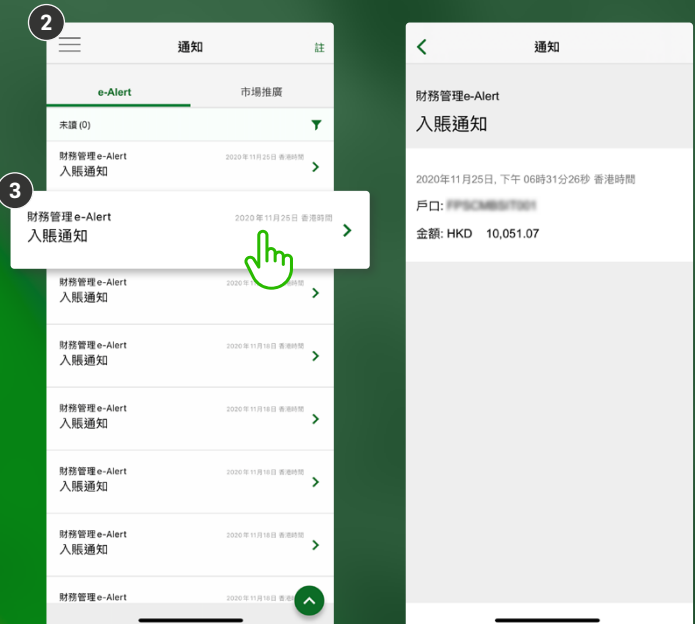 2
通知
註
e-Alert
市場推廣
未讀 (0)
財務管理e-Alert
2020年11月25日 香港時間
入賬通知
3
財務管理e-Alert
2020年11月25日 香港時間
入賬通知
財務管理e-Alert
入賬通知
財務管理e-Alert
2020年11月18日 香港時間
入賬通知
財務管理e-Alert
2020年11月18日 香港時間
入賬通知
財務管理e-Alert
2020年11月18日 香港時間
入賬通知
財務管理e-Alert
2020年11月18日 香港時間
入賬通知
財務管理e-Alert
通知
財務管理e-Alert
入賬通知
2020年11月25日, 下午 06時31分26秒 香港時間
戶口:
金額: HKD 10,051.07